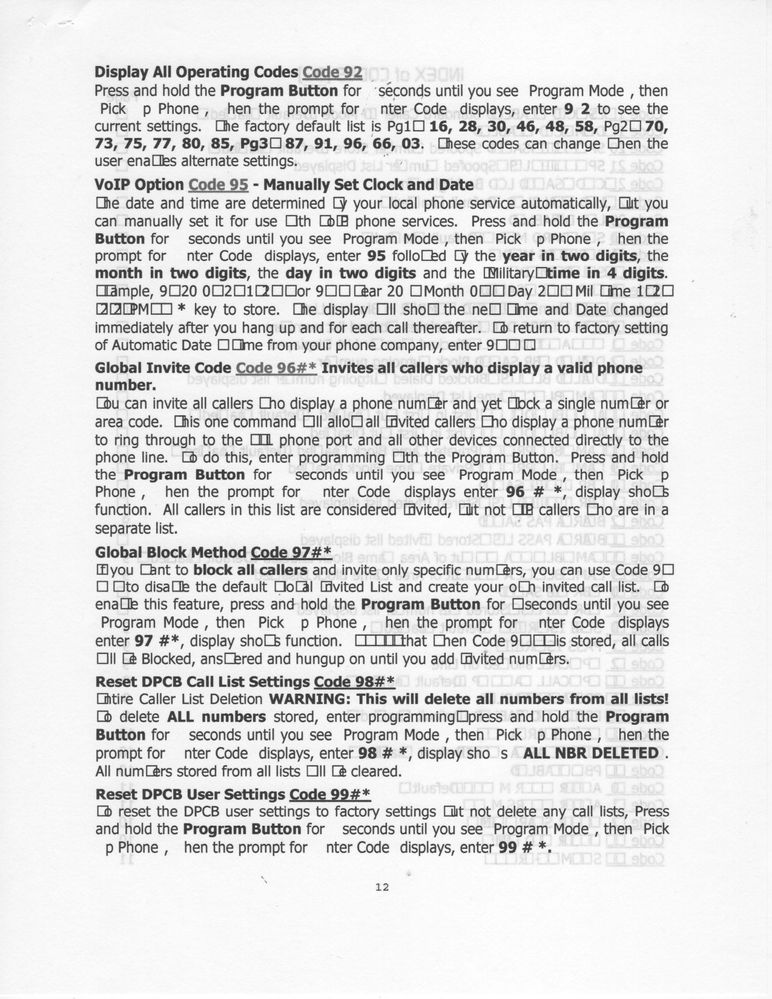 Display All Operating Codes Code 92
Press and hold the Program Button for seconds until you see Program Mode , then
Pick p Phone , hen the prompt for nter Code displays, enter 9 2 to see the
current settings. □he factory default list is Pg1□ 16, 28, 30, 46, 48, 58, Pg2□ 70,
73, 75, 77, 80, 85, Pg3□ 87, 91, 96, 66, 03. □hese codes can change □hen the
user ena□les alternate settings.
VoIP Option Code 95 - Manually Set Clock and Date
□he date and time are determined □y your local phone service automatically, □ut you
can manually set it for use □ith □o□□ phone services. Press and hold the Program
Button for seconds until you see Program Mode , then Pick p Phone , hen the
prompt for nter Code displays, enter 95 follo□ed □y the year in two digits, the
month in two digits, the day in two digits and the □Military□time in 4 digits.
□□ample, 9□20 0□2□1□2□□or 9□□□ear 20 □Month 0□□Day 2□□Mil □ime 1□2□
□2□□PM□□ * key to store. □he display □ill sho□ the ne□ □ime and Date changed
immediately after you hang up and for each call thereafter. □o return to factory setting
of Automatic Date □□ime from your phone company, enter 9□□□
Global Invite Code Code 96#* Invites all callers who display a valid phone
number.
□ou can invite all callers □ho display a phone num□er and yet □lock a single num□er or
area code. □his one command □ill allo□ all □nvited callers □ho display a phone num□er
to ring through to the □□□ phone port and all other devices connected directly to the
phone line. □o do this, enter programming □ith the Program Button. Press and hold
the Program Button for seconds until you see Program Mode , then Pick p
Phone , hen the prompt for nter Code displays enter 96 # *, display sho□s
function. All callers in this list are considered □nvited, □ut not □□P callers □ho are in a
separate list.
Global Block Method Code 97#*
□f you □ant to block all callers and invite only specific num□ers, you can use Code 9□
□ □to disa□le the default □lo□al □nvited List and create your o□n invited call list. □o
ena□le this feature, press and hold the Program Button for □seconds until you see
Program Mode , then Pick p Phone , hen the prompt for nter Code displays
enter 97 #*, display sho□s function. □□□□□that □hen Code 9□□□is stored, all calls
□ill □e Blocked, ans□ered and hungup on until you add □nvited num□ers.
Reset DPCB Call List Settings Code 98#*
□ntire Caller List Deletion WARNING: This will delete all numbers from all lists!
□o delete ALL numbers stored, enter programming□press and hold the Program
Button for seconds until you see Program Mode , then Pick p Phone , hen the
prompt for nter Code displays, enter 98 # *, display sho s ALL NBR DELETED .
All num□ers stored from all lists □ill □e cleared.
Reset DPCB User Settings Code 99#*
□o reset the DPCB user settings to factory settings □ut not delete any call lists, Press
and hold the Program Button for seconds until you see Program Mode , then Pick
p Phone , hen the prompt for nter Code displays, enter 99 # *.
12